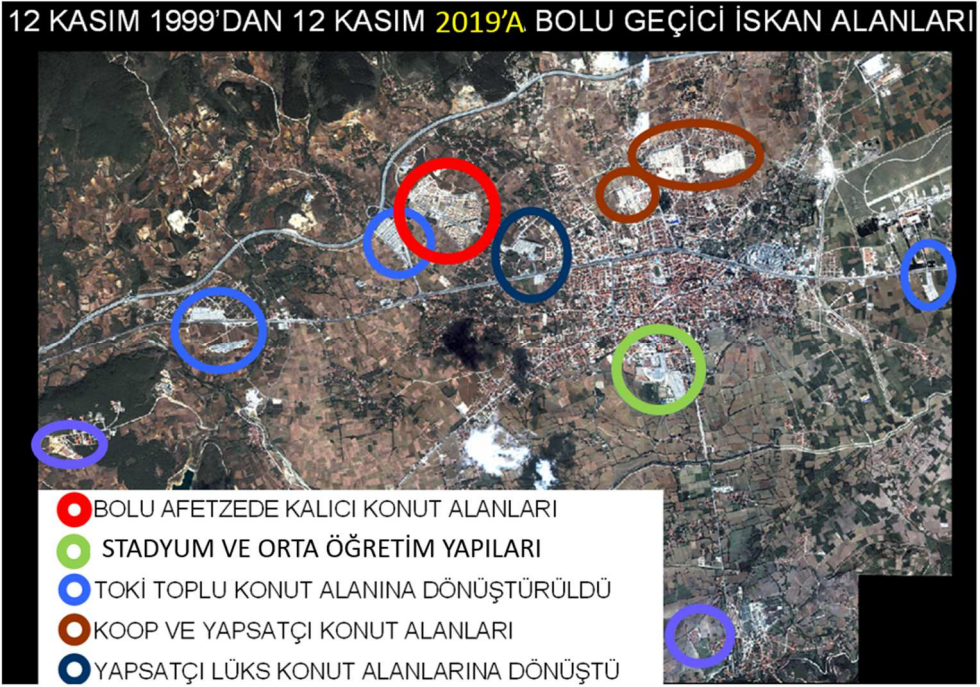 12 KASIM 1999'DAN 12 KASIM 2019'A BOLU GEÇİCİ İSKAN ALANLARI
BOLU AFETZEDE KALICI KONUT ALANLARI
STADYUM VE ORTA ÖĞRETİM YAPILARI
TOKİ TOPLU KONUT ALANINA DÖNÜŞTÜRÜLDÜ
KOOP VE YAPSATÇI KONUT ALANLARI
YAPSATÇI LÜKS KONUT ALANLARINA DÖNÜŞTÜ